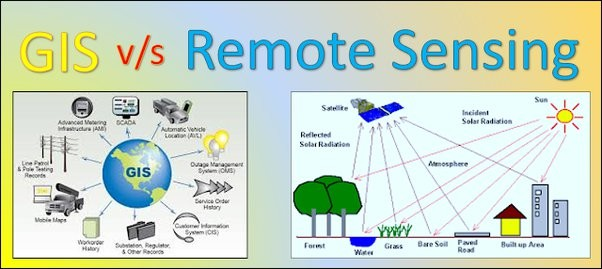 GIS v/s Remote Sensing
Advanced Metering
Infrastructure (AMI)
SCADA
Automatic Vehicle
Location (AVL)
Outage Management
System (OMS)
Service Order
History
Customer Information
System (CIS)
Substation, Regulator,
& Other Records
Workorder
History
Mobile Maps
Line Patrol
& Pole Testing
Records
GIS
Satellite
Sun
Incident
Solar Radiation
Reflected
Solar Radiation
Atmosphere
Forest
Water
Grass
Bare Soil
Paved
Road
Built up Area